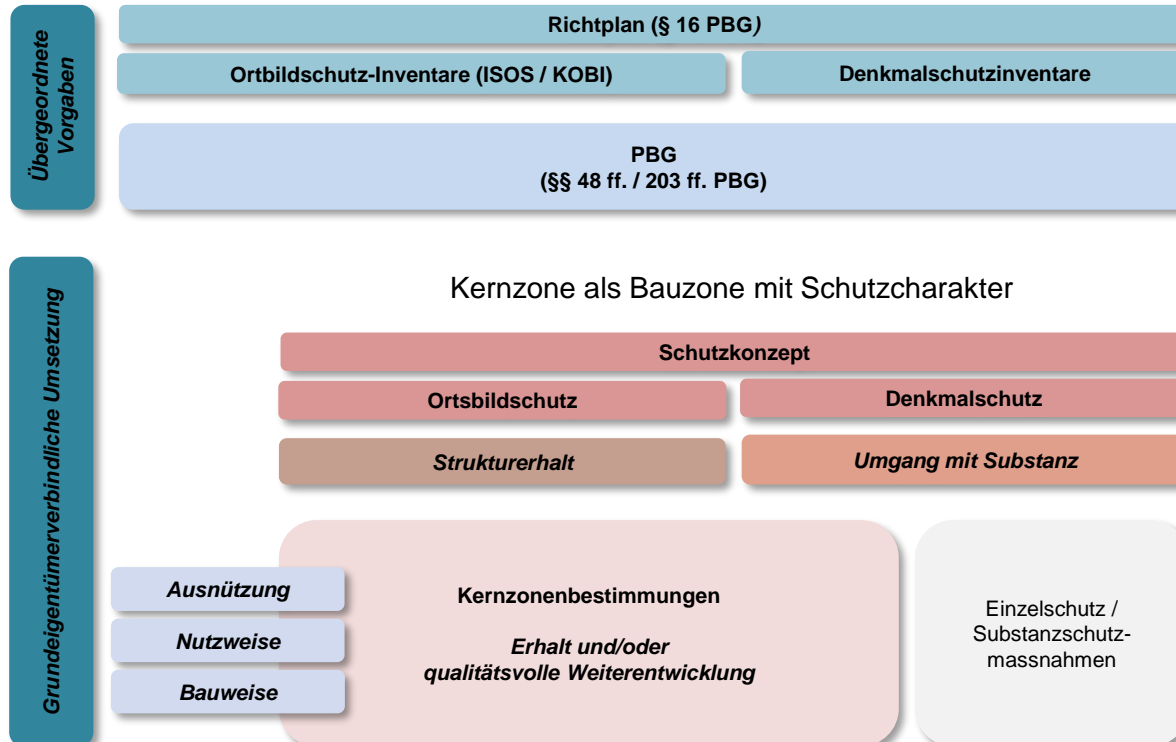 Übergeordnete
Vorgaben
Richtplan (§ 16 PBG)
Ortbildschutz-Inventare (ISOS / KOBI)
Denkmalschutzinventare
PBG
(§§ 48 ff. / 203 ff. PBG)
Grundeigentümerverbindliche Umsetzung
Kernzone als Bauzone mit Schutzcharakter
Schutzkonzept
Ortsbildschutz
Denkmalschutz
Strukturerhalt
Umgang mit Substanz
Ausnützung
Nutzweise
Bauweise
Kernzonenbestimmungen
Erhalt und/oder
qualitätsvolle Weiterentwicklung
Einzelschutz /
Substanzschutz-
massnahmen